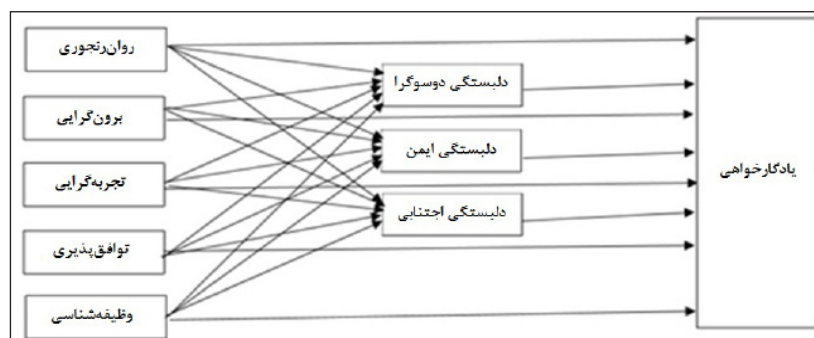 روان‌رنجوری
برون‌گرایی
تجربه‌گرایی
توافق‌پذیری
وظیفه‌شناسی
دلبستگی دوسوگرا
دلبستگی ایمن
دلبستگی اجتنابی
یادگارخواهی